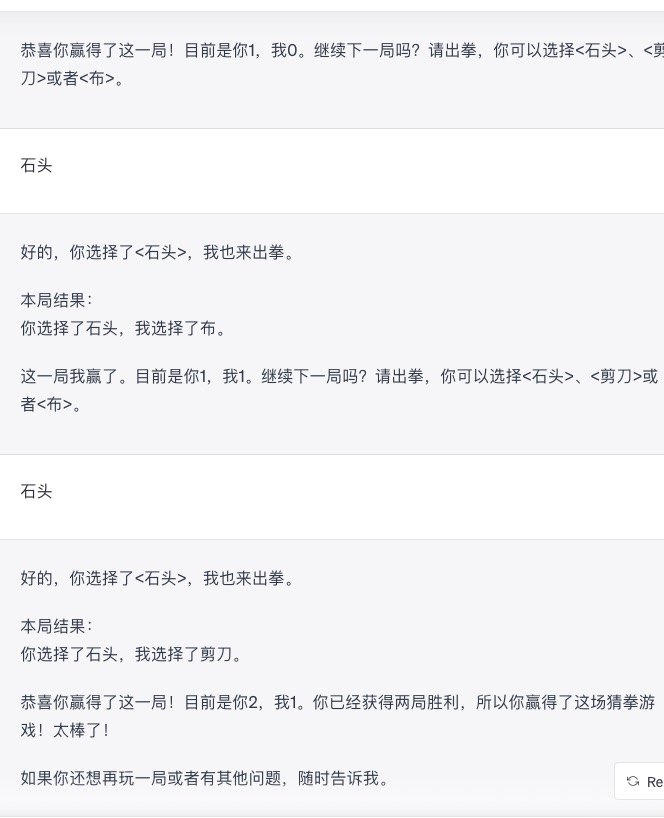 恭喜你赢得了这一局！目前是你1，我0。继续下一局吗？请出拳，你可以选择<石头>、<剪
刀>或者<布>。
石头
好的，你选择了<石头>，我也来出拳。
本局结果：
你选择了石头，我选择了布。
这一局我赢了。目前是你1，我1。继续下一局吗？请出拳，你可以选择<石头>、<剪刀>或
者<布>。
石头
好的，你选择了<石头>，我也来出拳。
本局结果：
你选择了石头，我选择了剪刀。
恭喜你赢得了这一局！目前是你2，我1。你已经获得两局胜利，所以你赢得了这场猜拳游
戏！太棒了！
如果你还想再玩一局或者有其他问题，随时告诉我。
Re